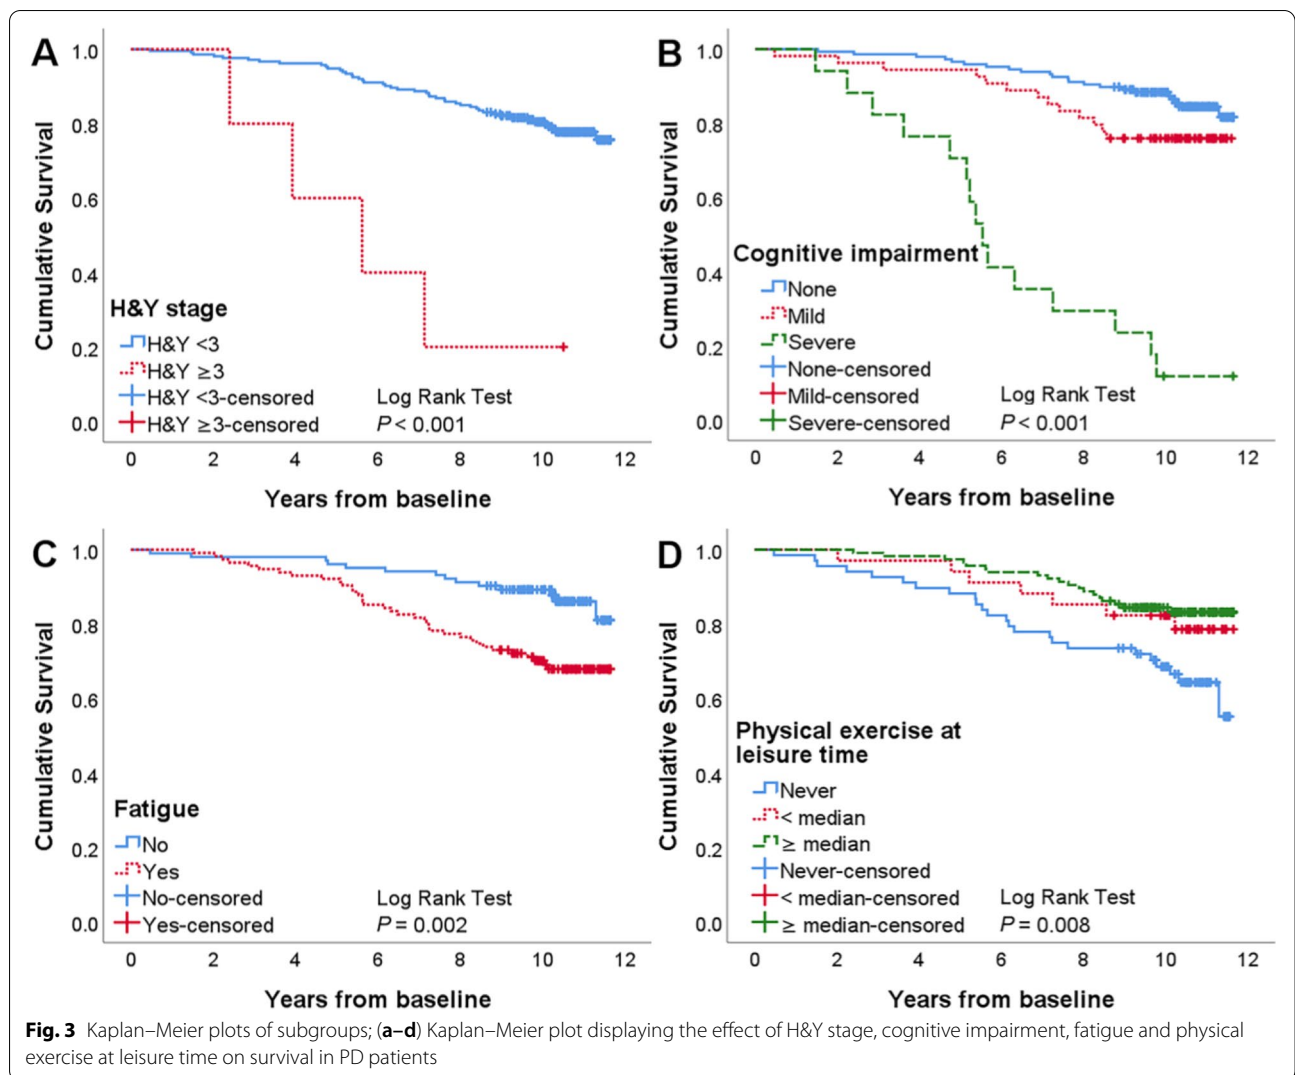 A
Cumulative Survival
1.0
0.8
0.6
0.4
0.2
0.0
H&Y stage
H&Y <3
H&Y ≥3
H&Y <3-censored
H&Y ≥3-censored
Log Rank Test
P < 0.001
0 2 4 6 8 10 12
Years from baseline
B
Cumulative Survival
1.0
0.8
0.6
0.4
0.2
0.0
Cognitive impairment
None
Mild
Severe
None-censored
Mild-censored
Severe-censored
Log Rank Test
P < 0.001
0 2 4 6 8 10 12
Years from baseline
C
Cumulative Survival
1.0
0.8
0.6
0.4
0.2
0.0
Fatigue
No
Yes
No-censored
Yes-censored
Log Rank Test
P = 0.002
0 2 4 6 8 10 12
Years from baseline
D
Cumulative Survival
1.0
0.8
0.6
0.4
0.2
0.0
Physical exercise at
leisure time
Never
< median
≥ median
Never-censored
< median-censored
≥ median-censored
Log Rank Test
P = 0.008
0 2 4 6 8 10 12
Years from baseline
Fig. 3 Kaplan–Meier plots of subgroups; (a–d) Kaplan–Meier plot displaying the effect of H&Y stage, cognitive impairment, fatigue and physical
exercise at leisure time on survival in PD patients